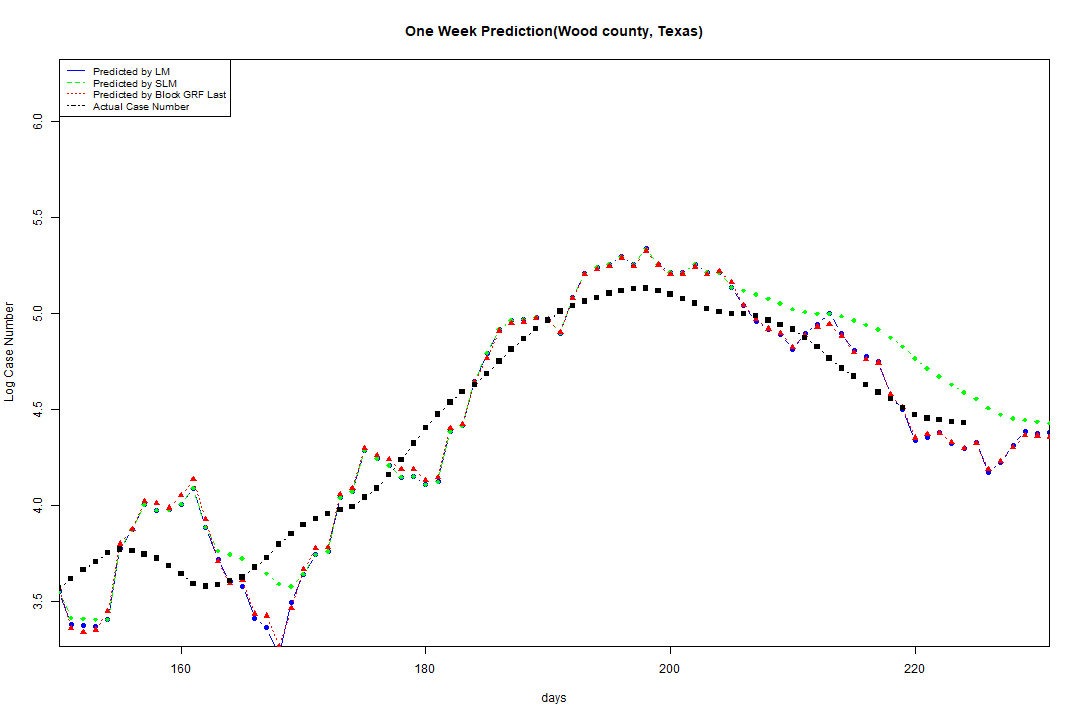 One Week Prediction(Wood county, Texas)
Predicted by LM
Predicted by SLM
Predicted by Block GRF Last
Actual Case Number
6.0
5.5
5.0
4.5
4.0
3.5
Log Case Number
160 180 200 220
days